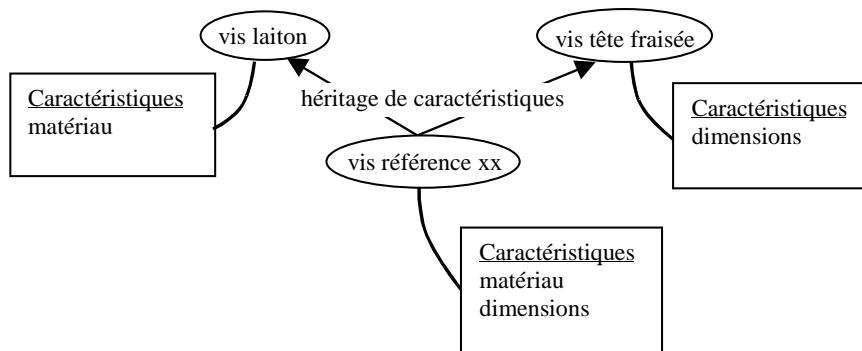 vis laiton
vis tête fraisée
Caractéristiques
matériau
héritage de caractéristiques
Caractéristiques
dimensions
vis référence xx
Caractéristiques
matériau
dimensions